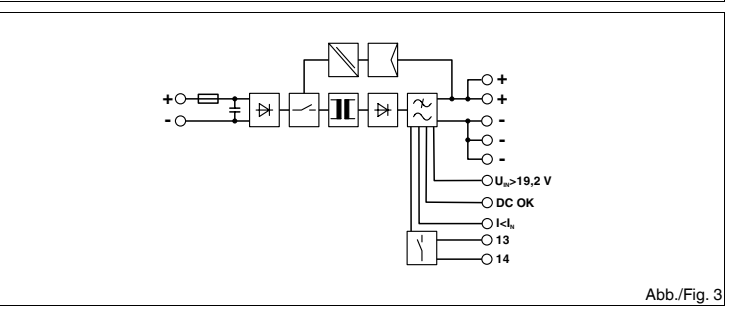 +
+
+
+
-
-
-
-
U_IN>19,2 V
DC OK
I<I_N
13
14
Abb./Fig. 3